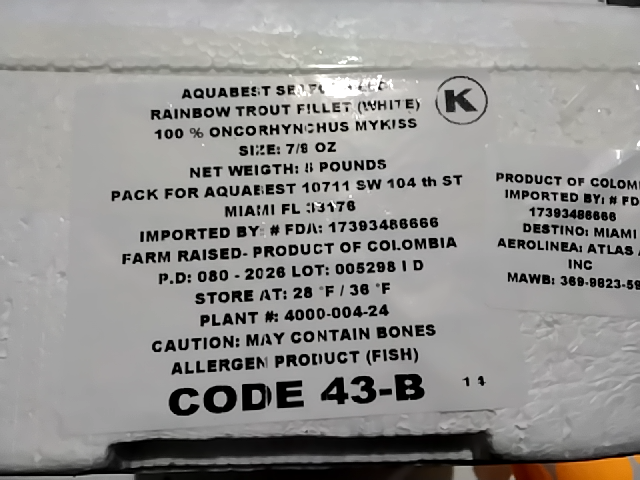 AQUABEST
K
RAINBOW TROUT FILLET (WHITE)
100 % ONCORHYNCHUS MYKISS
SIZE: 7/8 OZ
NET WEIGTH: POUNDS
PACK FOR AQUABEST 10711 SW 104 th ST
MIAMI FL 33176
IMPORTED BY: # FDA: 17393486666
FARM RAISED- PRODUCT OF COLOMBIA
P.D: 080 - 2026 LOT: 005298 I D
STORE AT: 28 °F / 36 °F
PLANT #: 4000-004-24
CAUTION: MAY CONTAIN BONES
ALLERGEN PRODUCT (FISH)
CODE 43-B 14
PRODUCT OF COLOM
IMPORTED BY: # FD
17393486666
DESTINO: MIAMI
AEROLINEA: ATLAS
INC
MAWB: 369-9823-59